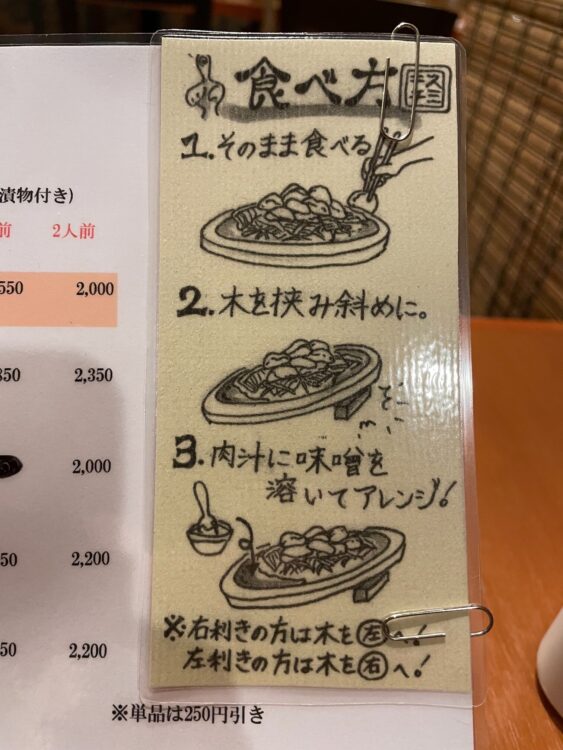 食べ方
1. そのまま食べる
2. 木を挟み斜めに。
3. 肉汁に味噌を
溶いてアレンジ！
※右利きの方は木を左へ！
左利きの方は木を右へ！
漬物付き)
前 2人前
550 2,000
850 2,350
2,000
50 2,200
50 2,200
※単品は250円引き